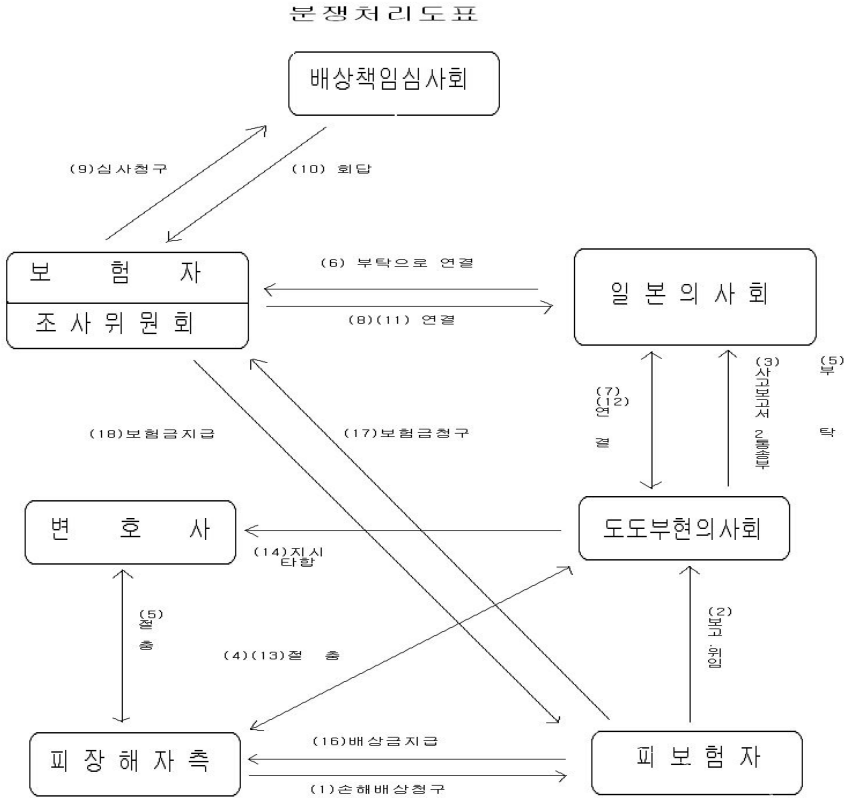 분쟁처리도표
배상책임심사회
(9)심사청구
(10) 회답
보 험 자
조 사 위 원 회
(6) 부탁으로 연결
(8)(11) 연결
일 본 의 사 회
(7)
(12)
연
결
(3)
사고보고서 2통송부
(5)
부
탁
(18)보험금지급
(17)보험금청구
변 호 사
(14)지시
타합
도도부현의사회
(5)
절
충
(4)(13)절 충
(2)
보고.위임
피 장 해 자 측
(16)배상금지급
(1)손해배상청구
피 보 험 자